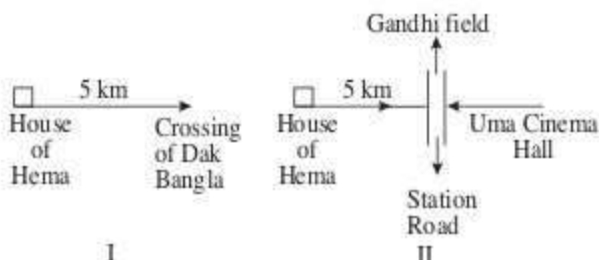 Gandhi field
5 km
House
of
Hema
Crossing
of Dak
Bangla
I
5 km
House
of
Hema
Uma Cinema
Hall
Station
Road
II